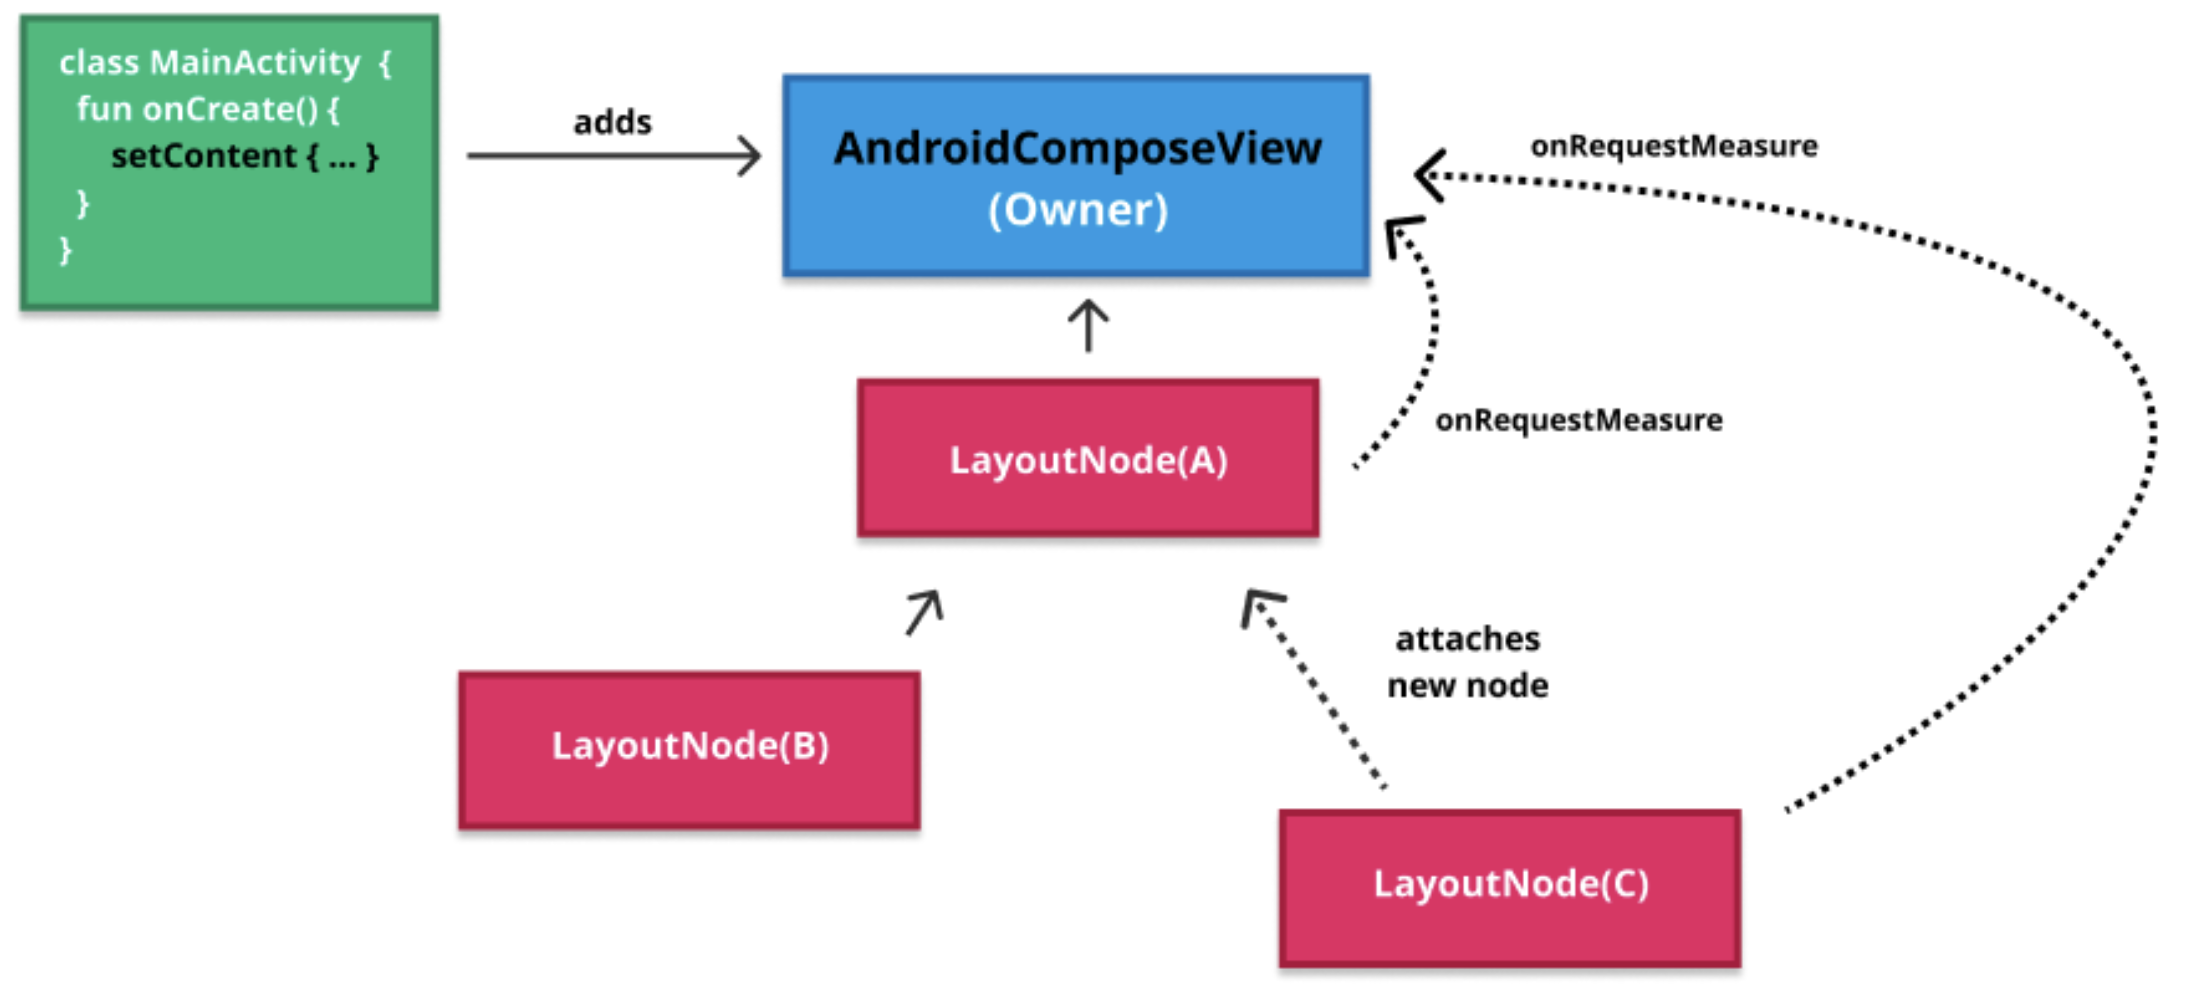 class MainActivity {
fun onCreate() {
setContent { ... }
}
}
adds
AndroidComposeView
(Owner)
onRequestMeasure
onRequestMeasure
LayoutNode(A)
attaches
new node
LayoutNode(B)
LayoutNode(C)